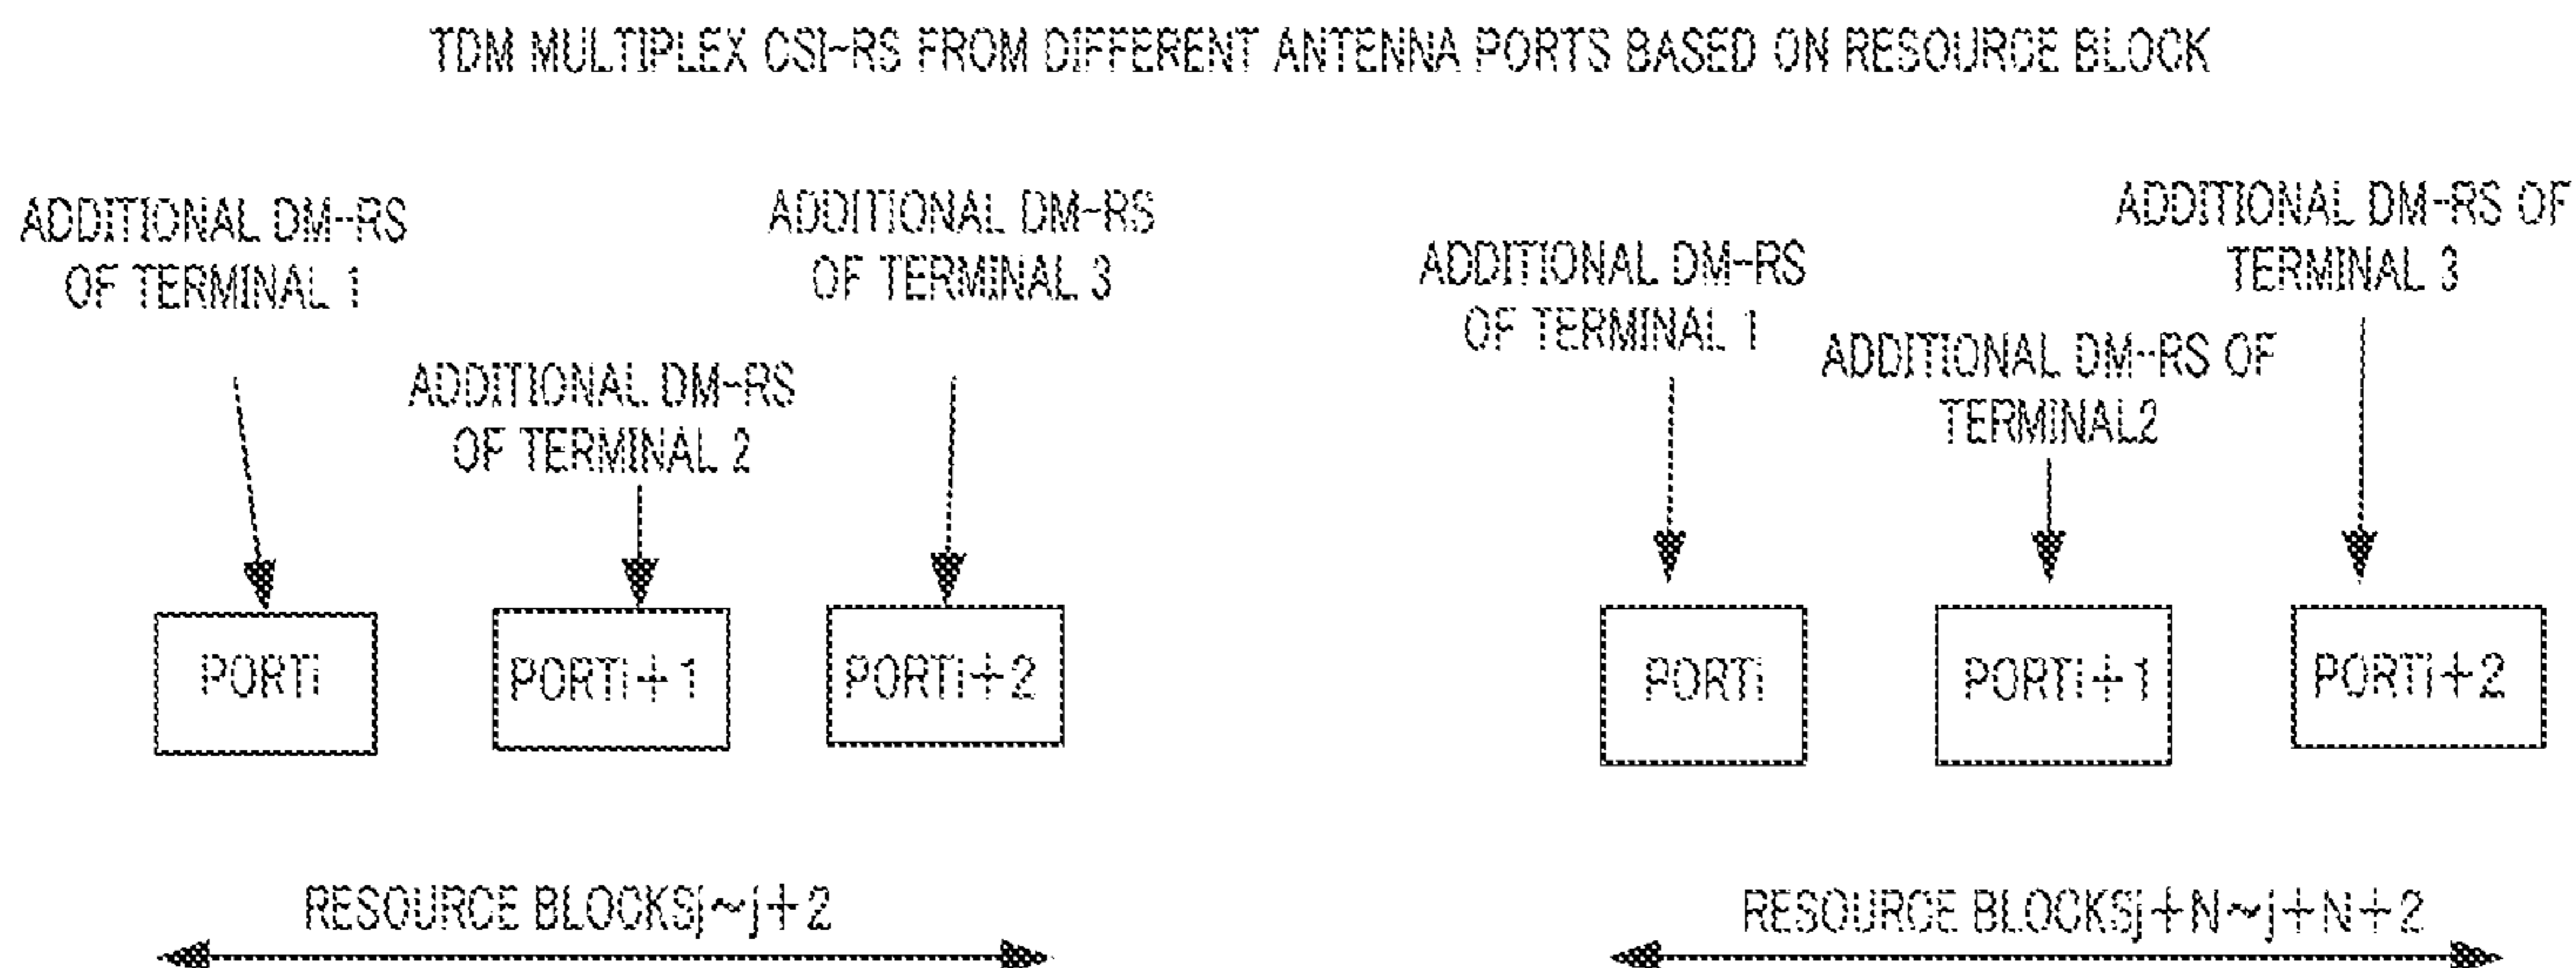 TDM MULTIPLEX CSI-RS FROM DIFFERENT ANTENNA PORTS BASED ON RESOURCE BLOCK
ADDITIONAL DM-RS
OF TERMINAL 1
ADDITIONAL DM-RS
OF TERMINAL 2
ADDITIONAL DM-RS
OF TERMINAL 3
ADDITIONAL DM-RS
OF TERMINAL 1
ADDITIONAL DM-RS OF
TERMINAL2
ADDITIONAL DM-RS OF
TERMINAL 3
PORTi
PORTi+1
PORTi+2
PORTi
PORTi+1
PORTi+2
RESOURCE BLOCKSj~j+2
RESOURCE BLOCKSj+N~j+N+2